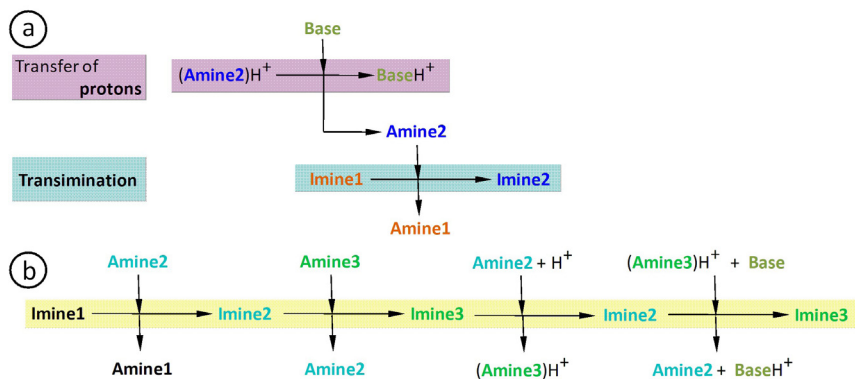 a
Base
Transfer of
protons
(Amine2)H⁺
BaseH⁺
Amine2
Transimination
Imine1
Imine2
Amine1
b
Amine2
Amine3
Amine2 + H⁺
(Amine3)H⁺ + Base
Imine1
Imine2
Imine3
Imine2
Imine3
Amine1
Amine2
(Amine3)H⁺
Amine2 + BaseH⁺